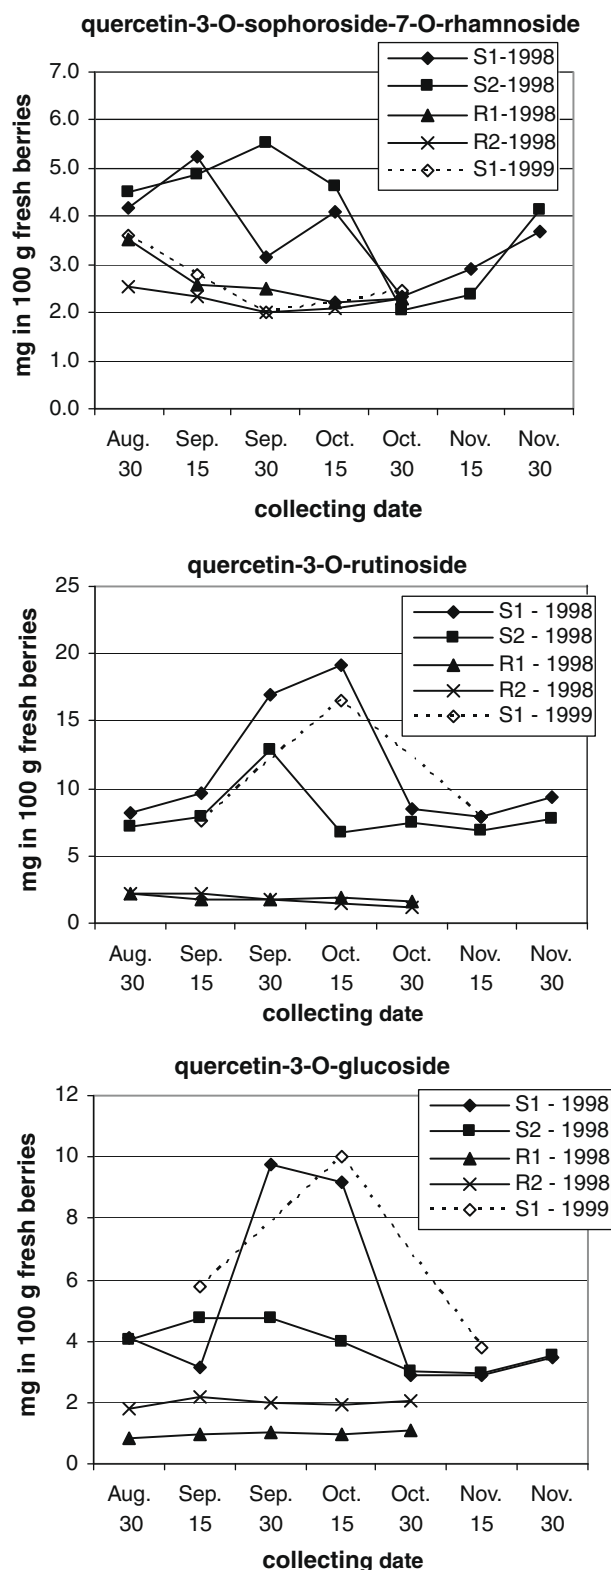 quercetin-3-O-sophoroside-7-O-rhamnoside
S1-1998
S2-1998
R1-1998
R2-1998
S1-1999
mg in 100 g fresh berries
7.0
6.0
5.0
4.0
3.0
2.0
1.0
0.0
Aug. Sep. Sep. Oct. Oct. Nov. Nov.
30 15 30 15 30 15 30
collecting date
quercetin-3-O-rutinoside
S1 - 1998
S2 - 1998
R1 - 1998
R2 - 1998
S1 - 1999
mg in 100 g fresh berries
25
20
15
10
5
0
Aug. Sep. Sep. Oct. Oct. Nov. Nov.
30 15 30 15 30 15 30
collecting date
quercetin-3-O-glucoside
S1 - 1998
S2 - 1998
R1 - 1998
R2 - 1998
S1 - 1999
mg in 100 g fresh berries
12
10
8
6
4
2
0
Aug. Sep. Sep. Oct. Oct. Nov. Nov.
30 15 30 15 30 15 30
collecting date